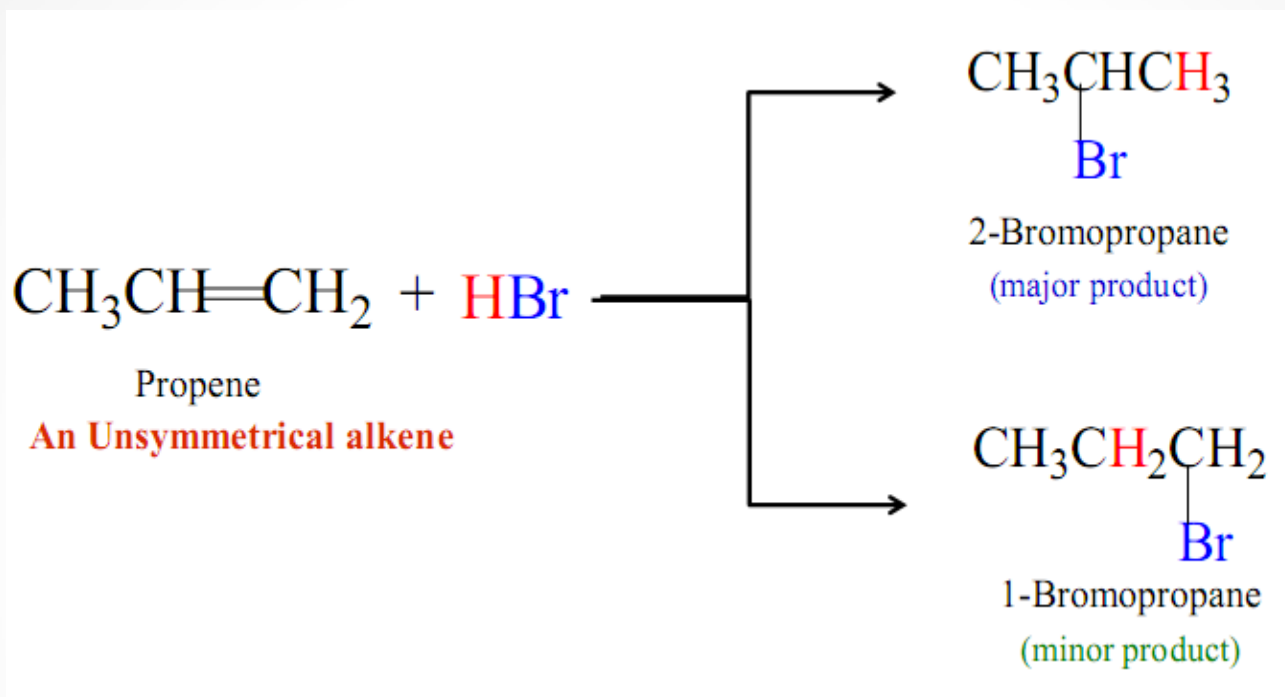 CH₃CHCH₃
Br
2-Bromopropane
(major product)
CH₃CH=CH₂ + HBr
Propene
An Unsymmetrical alkene
CH₃CH₂CH₂
Br
1-Bromopropane
(minor product)